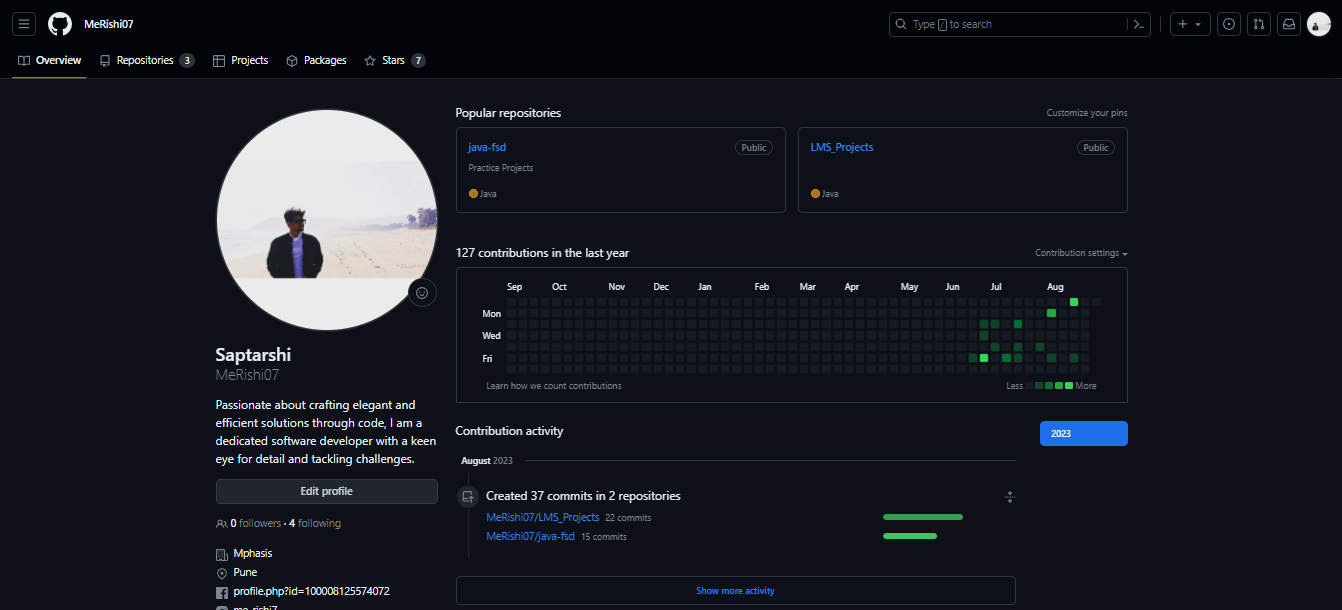 MeRishi07
Type / to search
Overview
Repositories 3
Projects
Packages
Stars 7
Popular repositories
Customize your pins
java-fsd
Public
Practice Projects
Java
LMS_Projects
Public
Java
127 contributions in the last year
Contribution settings
Sep Oct Nov Dec Jan Feb Mar Apr May Jun Jul Aug
Mon
Wed
Fri
Learn how we count contributions
Less More
Saptarshi
MeRishi07
Passionate about crafting elegant and
efficient solutions through code, I am a
dedicated software developer with a keen
eye for detail and tackling challenges.
Edit profile
0 followers · 4 following
Mphasis
Pune
profile.php?id=100008125574072
me_rishi7
Contribution activity
2023
August 2023
Created 37 commits in 2 repositories
MeRishi07/LMS_Projects 22 commits
MeRishi07/java-fsd 15 commits
Show more activity